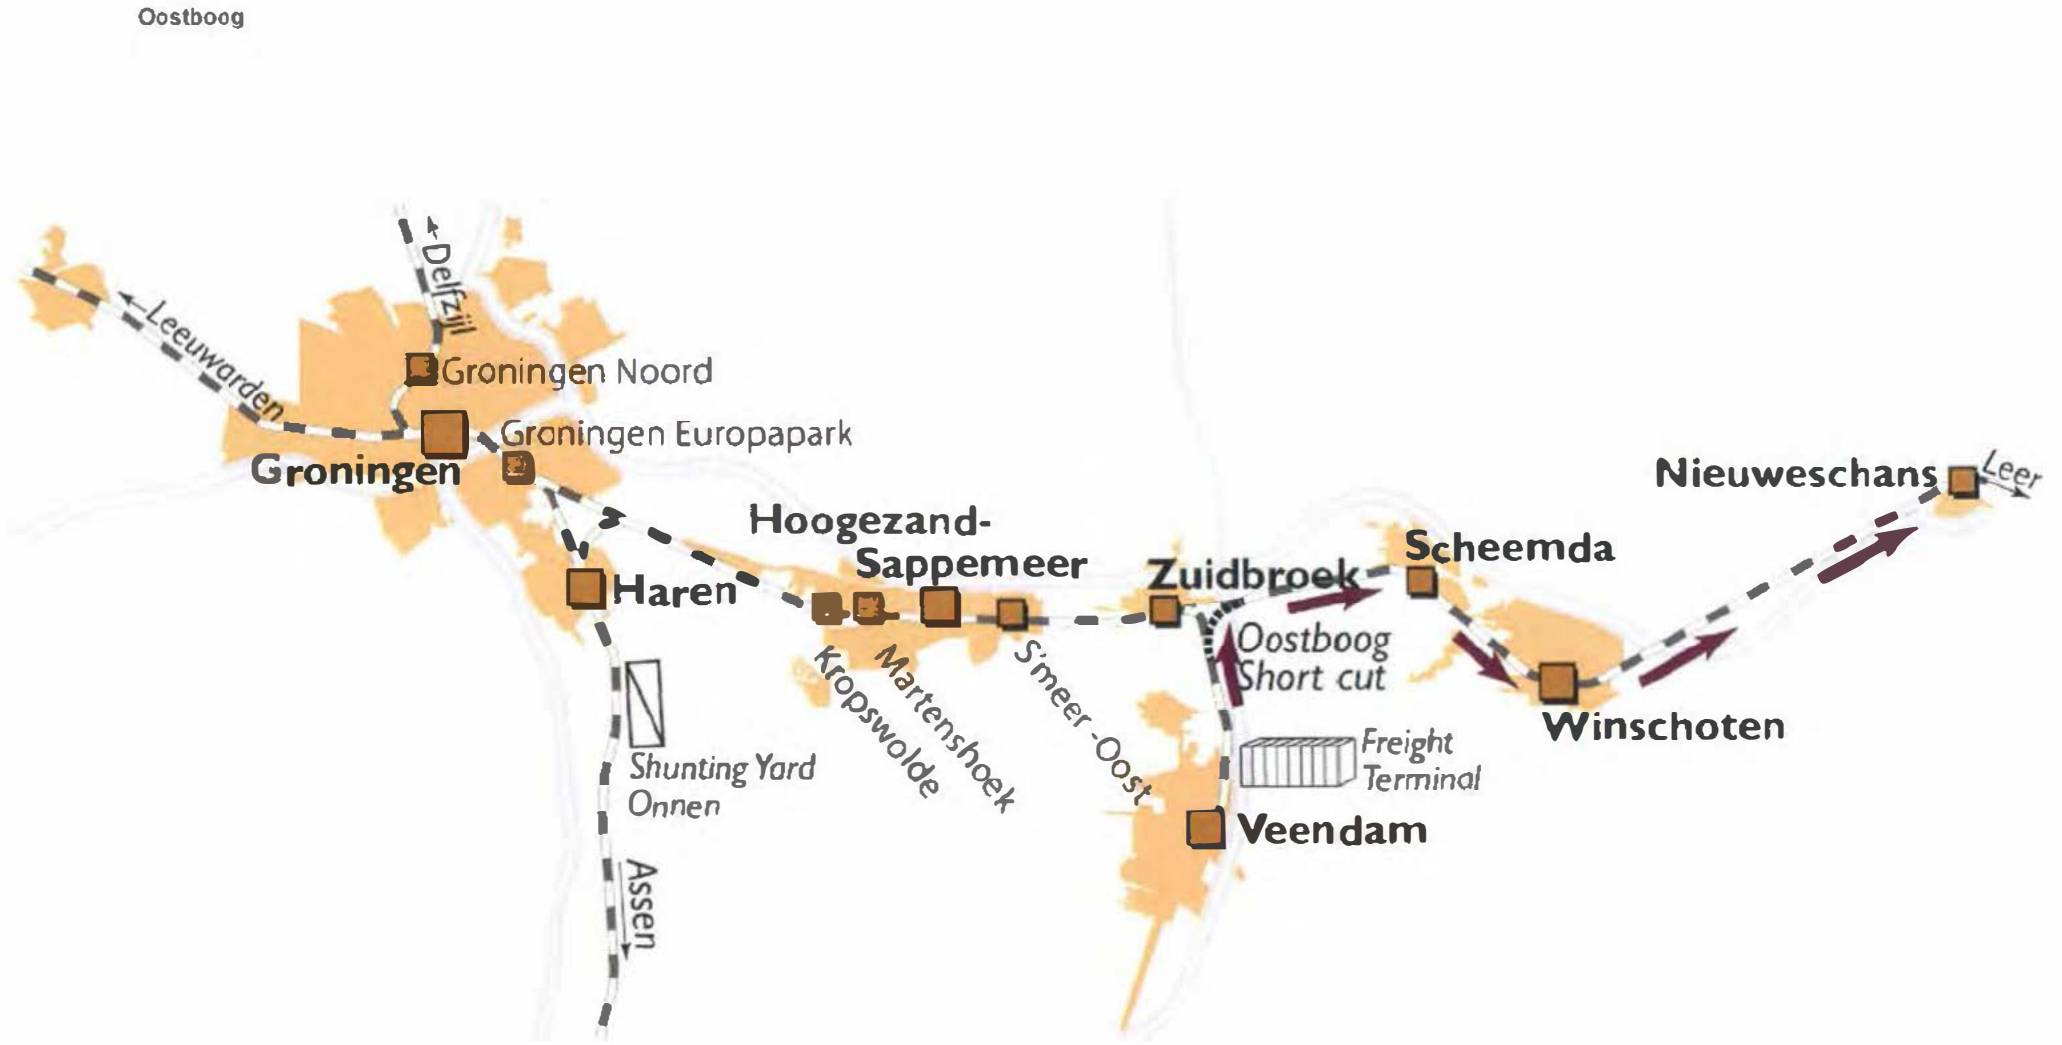 Oostboog
Delfzijl
Leeuwarden
Groningen Noord
Groningen Europapark
Groningen
Haren
Hoogezand-
Sappemeer
Kropswolde
Martenshoek
S'meer -Oost
Zuidbroek
Scheemda
Nieuweschans
Leer
Oostboog
Short cut
Winschoten
Freight
Terminal
Veendam
Shunting Yard
Onnen
Assen